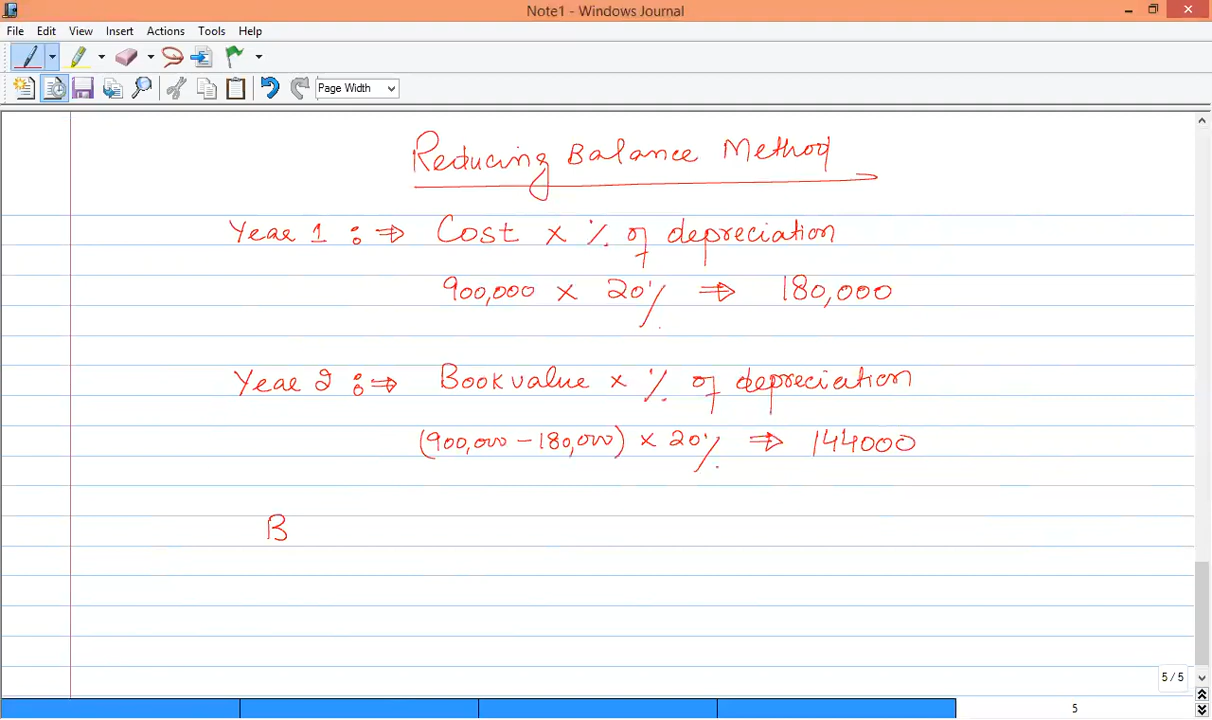 Note1 - Windows Journal
File Edit View Insert Actions Tools Help
Page Width
Reducing Balance Method
Year 1 : ⇒ Cost x % of depreciation
900,000 x 20% ⇒ 180,000
Year 2 : ⇒ Book value x % of depreciation
(900,000 - 180,000) x 20% ⇒ 144000
B
5 / 5
5